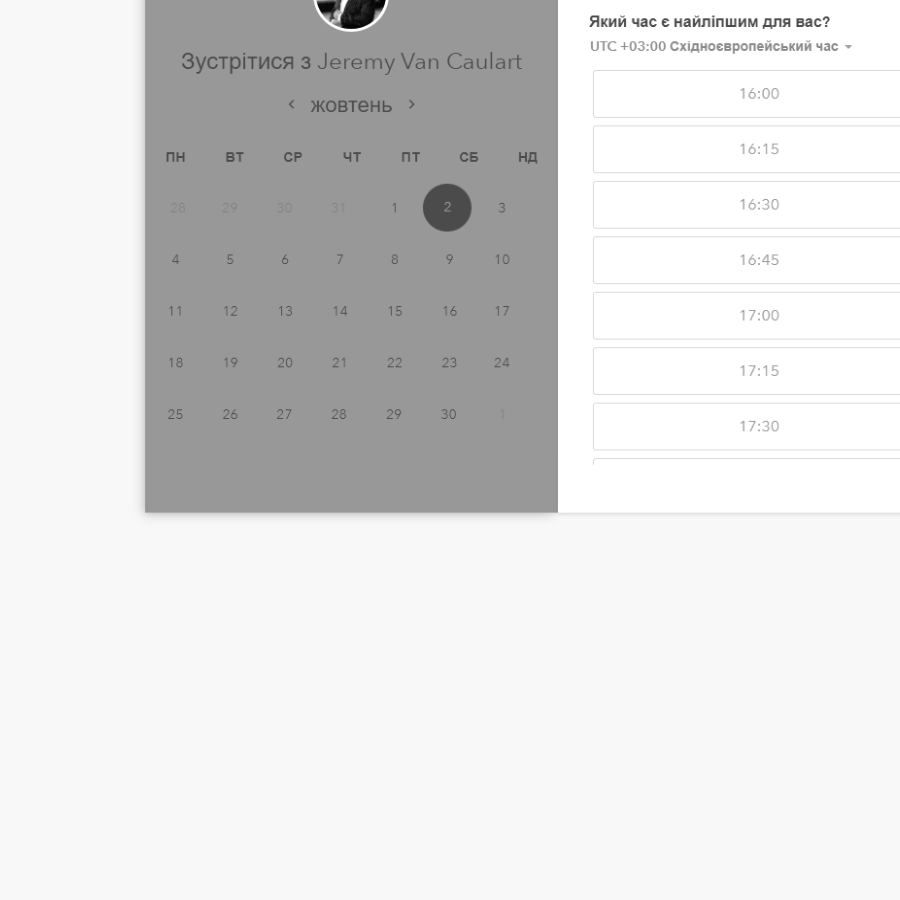 Зустрітися з Jeremy Van Caulart
жовтень
ПН ВТ СР ЧТ ПТ СБ НД
28 29 30 31 1 2 3
4 5 6 7 8 9 10
11 12 13 14 15 16 17
18 19 20 21 22 23 24
25 26 27 28 29 30 1
Який час є найліпшим для вас?
UTC +03:00 Східноєвропейський час
16:00
16:15
16:30
16:45
17:00
17:15
17:30